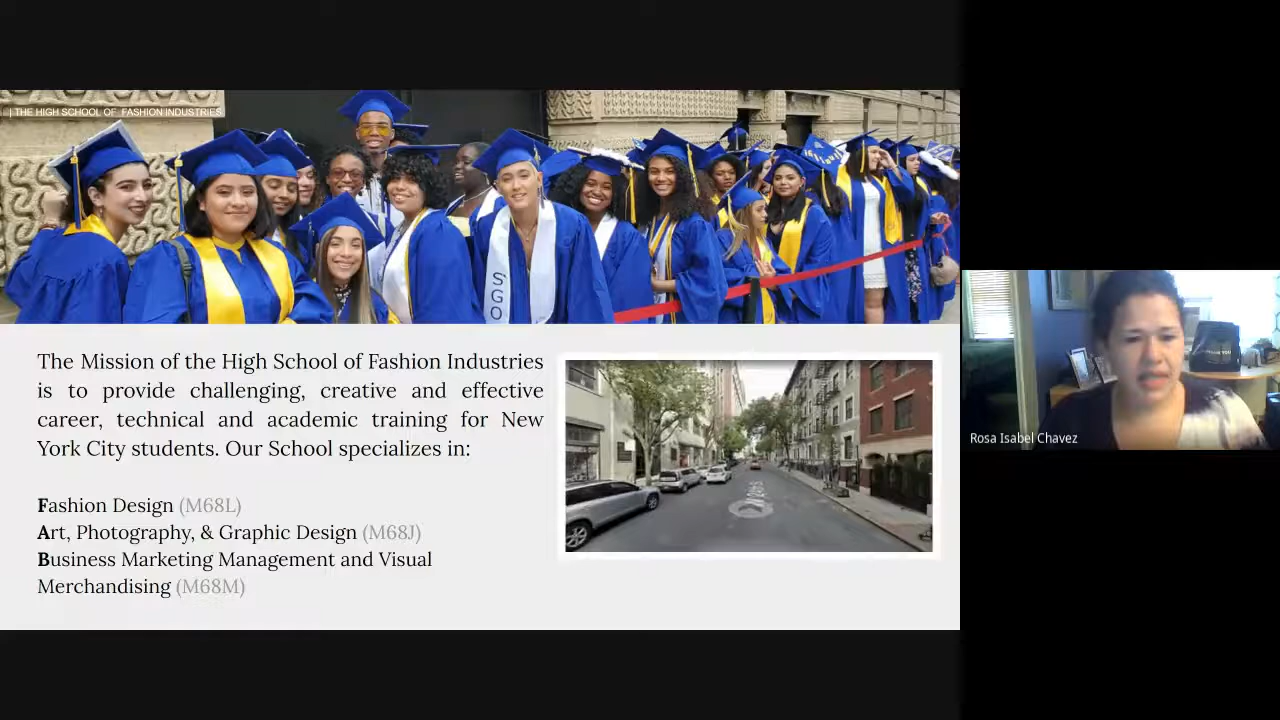 | THE HIGH SCHOOL OF FASHION INDUSTRIES
SGO
The Mission of the High School of Fashion Industries
is to provide challenging, creative and effective
career, technical and academic training for New
York City students. Our School specializes in:
Fashion Design (M68L)
Art, Photography, & Graphic Design (M68J)
Business Marketing Management and Visual
Merchandising (M68M)
Rosa Isabel Chavez